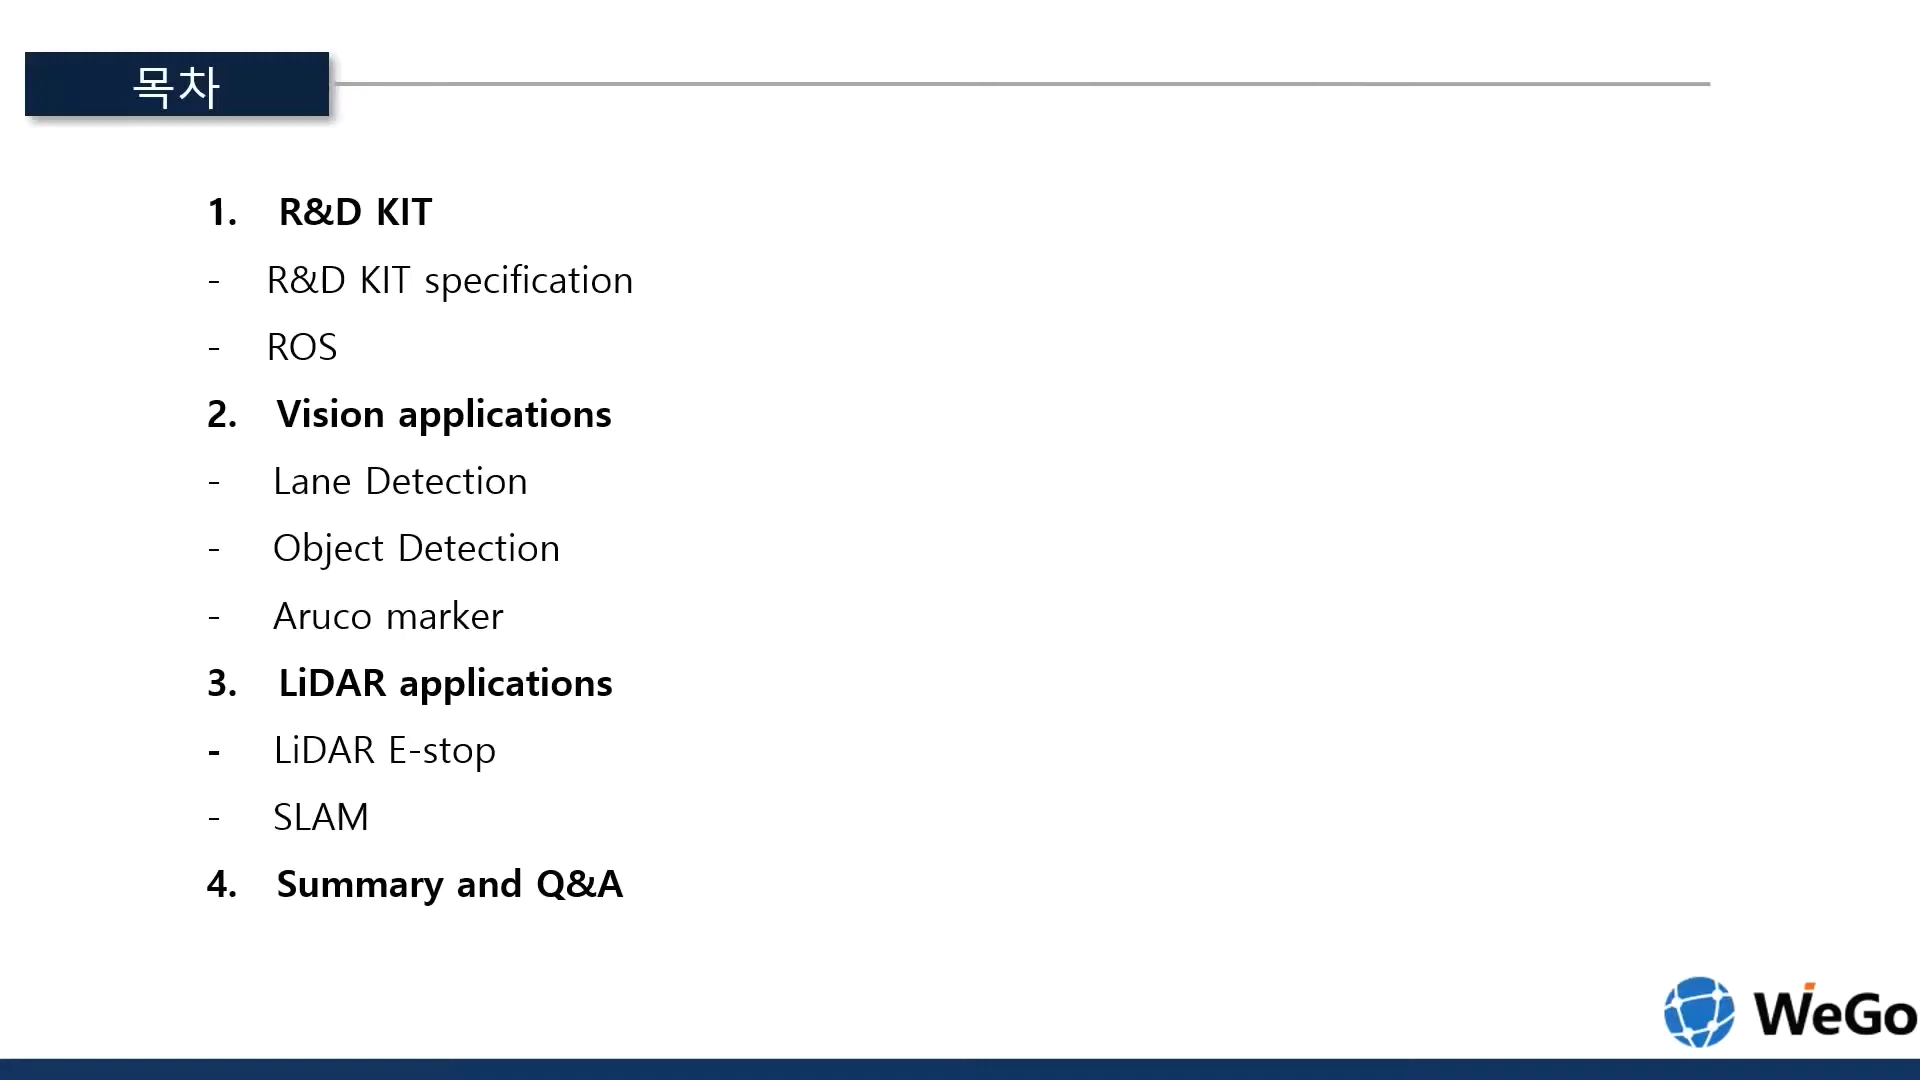 목차
1. R&D KIT
- R&D KIT specification
- ROS
2. Vision applications
- Lane Detection
- Object Detection
- Aruco marker
3. LiDAR applications
- LiDAR E-stop
- SLAM
4. Summary and Q&A
WeGo